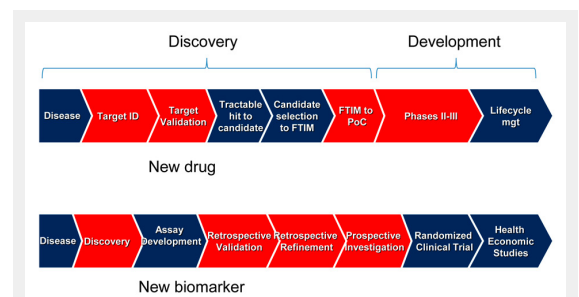 Discovery
Development
Disease
Target ID
Target
Validation
Tractable
hit to
candidate
Candidate
selection
to FTIM
FTIM to
PoC
Phases II-III
Lifecycle
mgt
New drug
Disease
Discovery
Assay
Development
Retrospective
Validation
Retrospective
Refinement
Prospective
Investigation
Randomized
Clinical Trial
Health
Economic
Studies
New biomarker